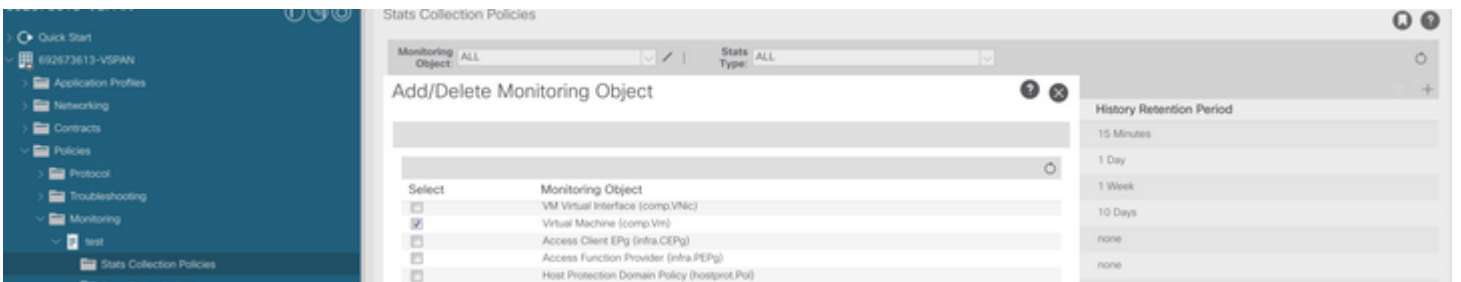 Quick Start
692673613-VSPAN
Application Profiles
Networking
Contracts
Policies
Protocol
Troubleshooting
Monitoring
test
Stats Collection Policies
Stats Collection Policies
Monitoring Object: ALL
Stats Type: ALL
Add/Delete Monitoring Object
Select Monitoring Object
VM Virtual Interface (comp.VNic)
Virtual Machine (comp.Vm)
Access Client EPg (infra.CEPg)
Access Function Provider (infra.PEPg)
Host Protection Domain Policy (hostprot.Pol)
History Retention Period
15 Minutes
1 Day
1 Week
10 Days
none
none